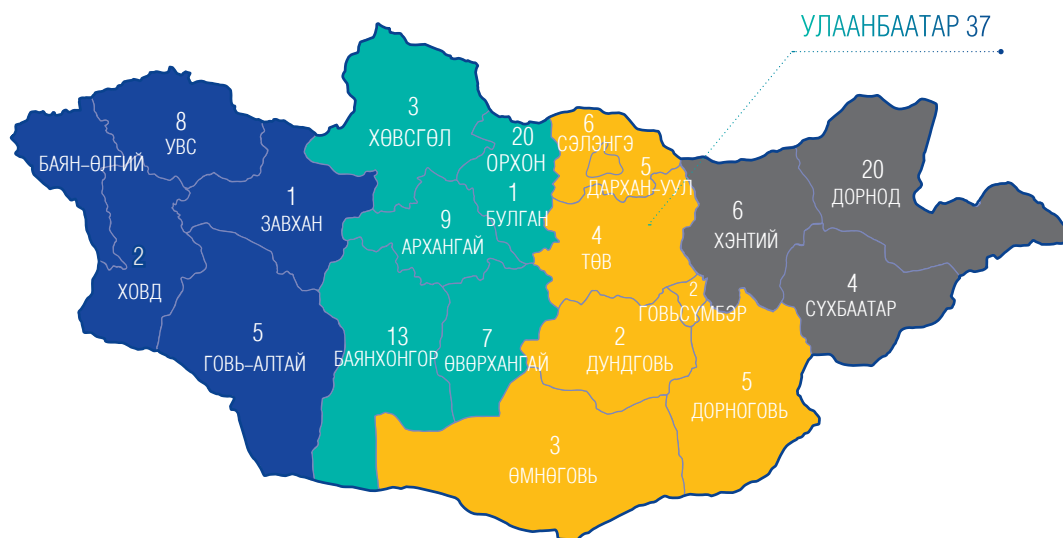 УЛААНБААТАР 37
8
УВС
БАЯН-ӨЛГИЙ
1
ЗАВХАН
2
ХОВД
5
ГОВЬ-АЛТАЙ
3
ХӨВСГӨЛ
20
ОРХОН
1
БУЛГАН
9
АРХАНГАЙ
13
БАЯНХОНГОР
7
ӨВӨРХАНГАЙ
6
СЭЛЭНГЭ
5
ДАРХАН-УУЛ
4
ТӨВ
2
ГОВЬСҮМБЭР
2
ДУНДГОВЬ
5
ДОРНОГОВЬ
3
ӨМНӨГОВЬ
6
ХЭНТИЙ
20
ДОРНОД
4
СҮХБААТАР